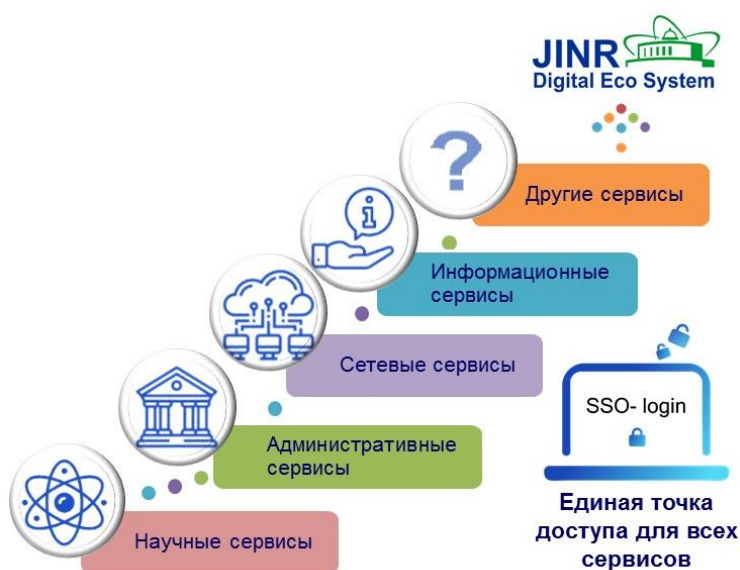 JINR
Digital Eco System
?
Другие сервисы
i
Информационные
сервисы
Сетевые сервисы
SSO- login
Административные
сервисы
Единая точка
доступа для всех
сервисов
Научные сервисы